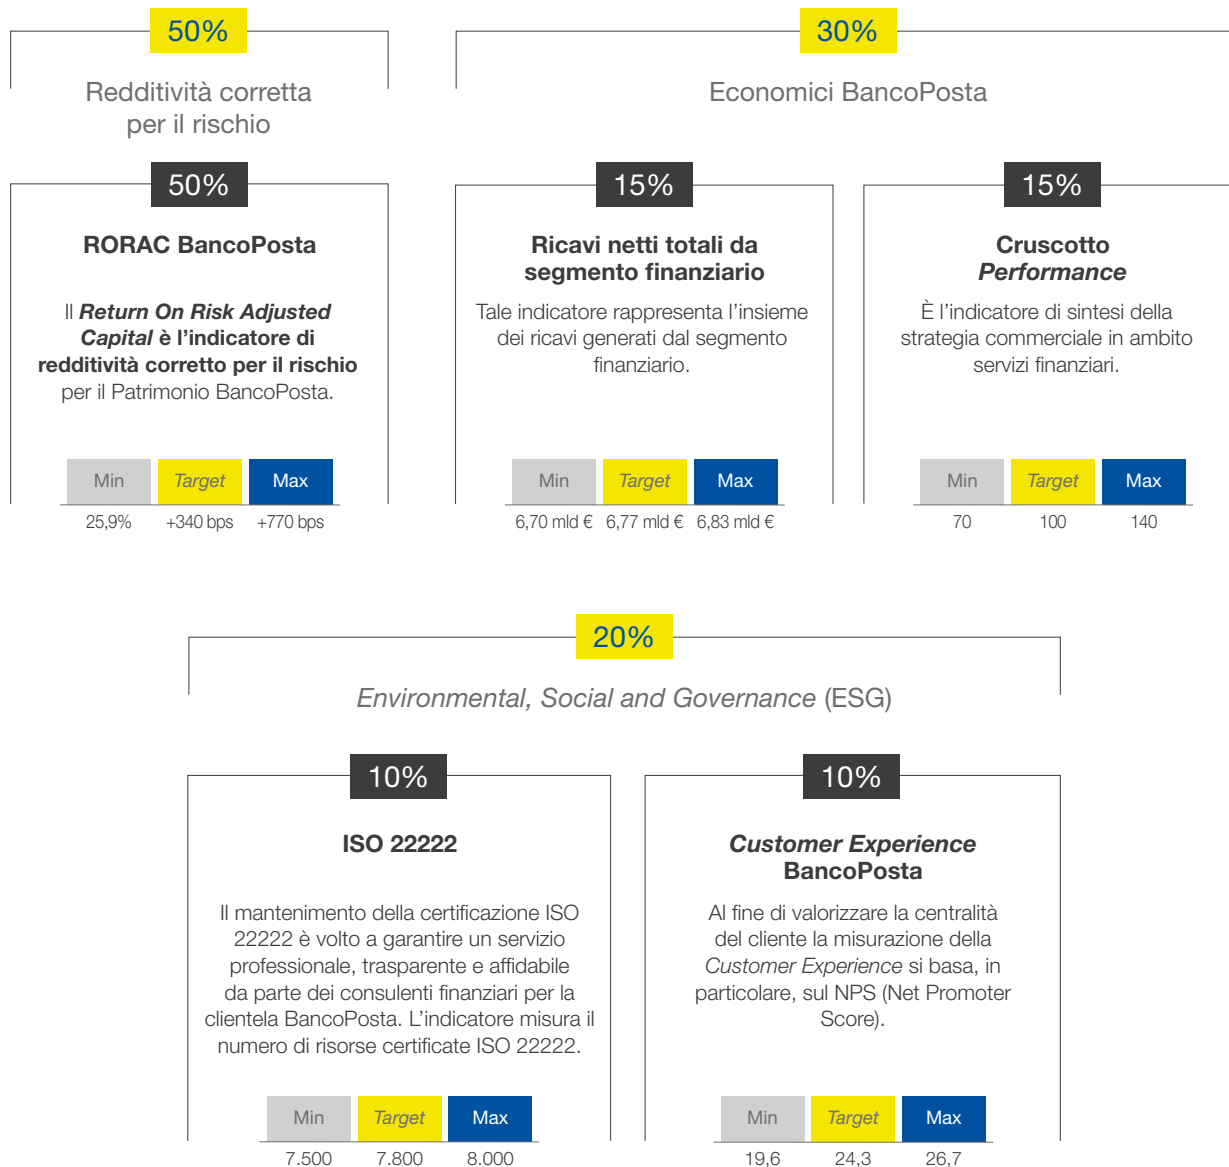 50%
Redditività corretta
per il rischio
30%
Economici BancoPosta
50%
RORAC BancoPosta
Il Return On Risk Adjusted
Capital è l'indicatore di
redditività corretto per il rischio
per il Patrimonio BancoPosta.
Min Target Max
25,9% +340 bps +770 bps
15%
Ricavi netti totali da
segmento finanziario
Tale indicatore rappresenta l'insieme
dei ricavi generati dal segmento
finanziario.
Min Target Max
6,70 mld € 6,77 mld € 6,83 mld €
15%
Cruscotto
Performance
È l'indicatore di sintesi della
strategia commerciale in ambito
servizi finanziari.
Min Target Max
70 100 140
20%
Environmental, Social and Governance (ESG)
10%
ISO 22222
Il mantenimento della certificazione ISO
22222 è volto a garantire un servizio
professionale, trasparente e affidabile
da parte dei consulenti finanziari per la
clientela BancoPosta. L'indicatore misura il
numero di risorse certificate ISO 22222.
Min Target Max
7.500 7.800 8.000
10%
Customer Experience
BancoPosta
Al fine di valorizzare la centralità
del cliente la misurazione della
Customer Experience si basa, in
particolare, sul NPS (Net Promoter
Score).
Min Target Max
19,6 24,3 26,7